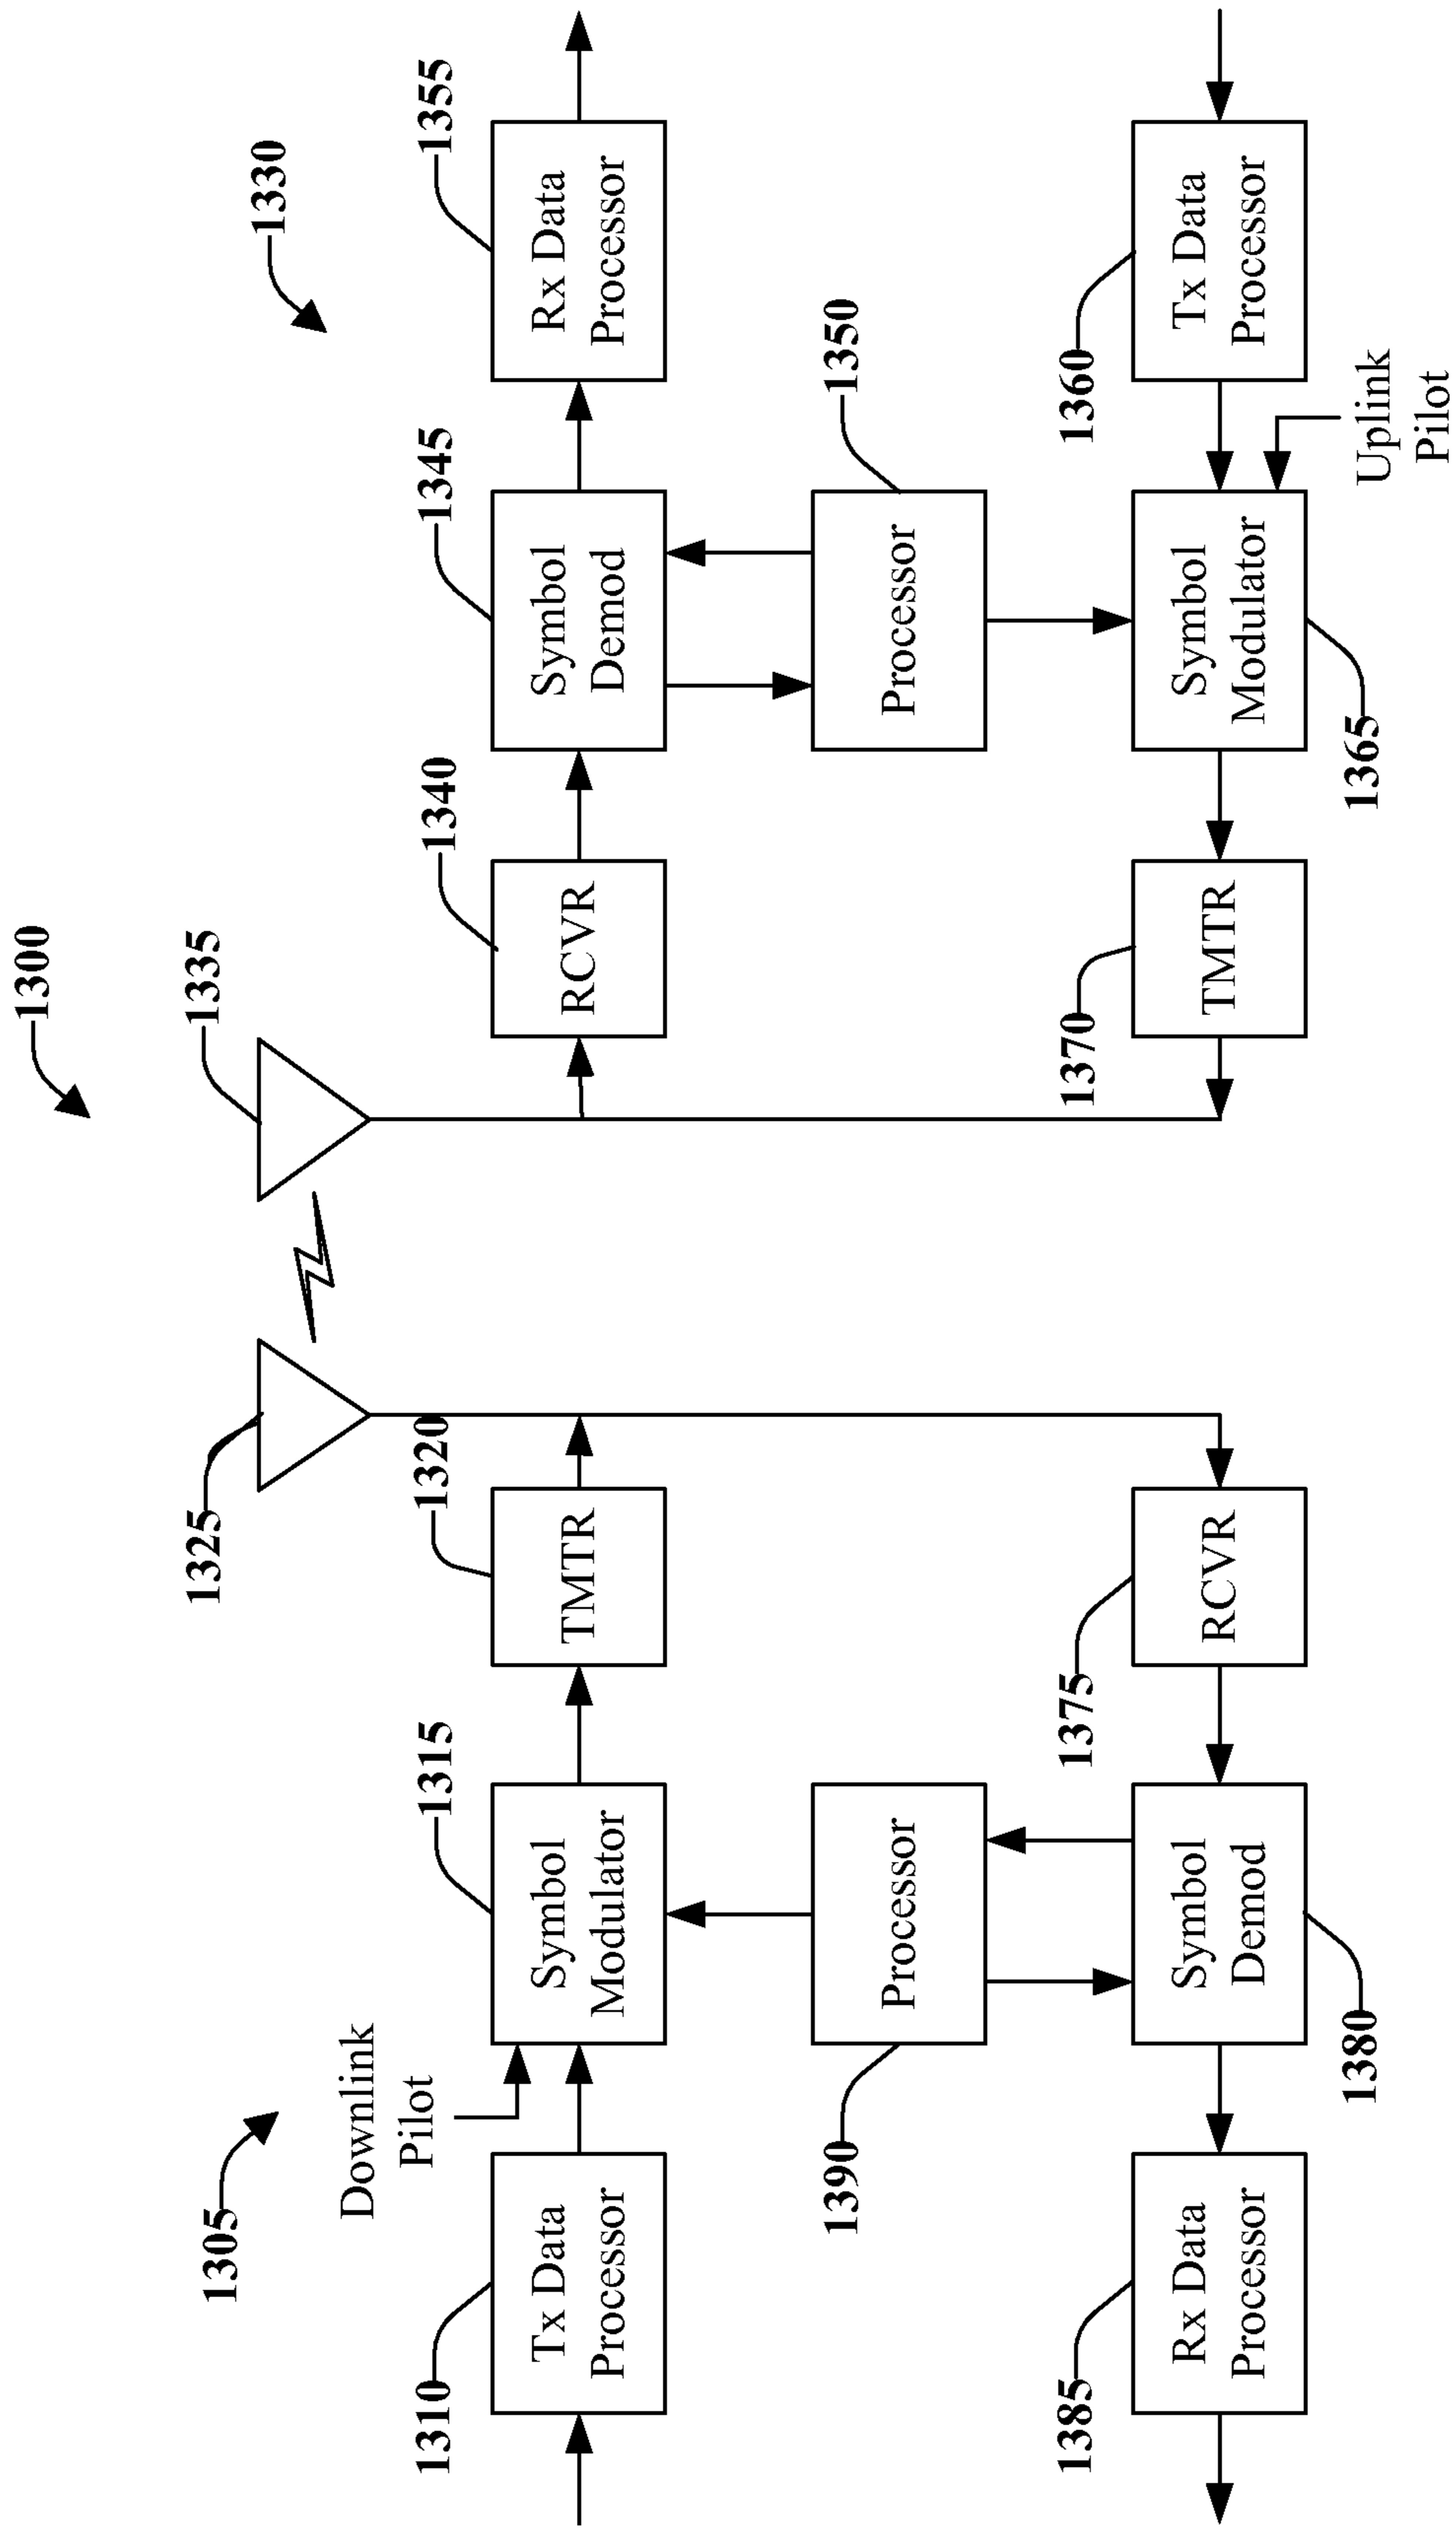 1300
1305
1325
1335
1330
Downlink
Pilot
1310
1315
1320
1340
1345
1355
Tx Data
Processor
Symbol
Modulator
TMTR
RCVR
Symbol
Demod
Rx Data
Processor
1390
Processor
Processor
1350
1385
1375
1370
1360
Rx Data
Processor
Symbol
Demod
RCVR
TMTR
Symbol
Modulator
Tx Data
Processor
1380
1365
Uplink
Pilot